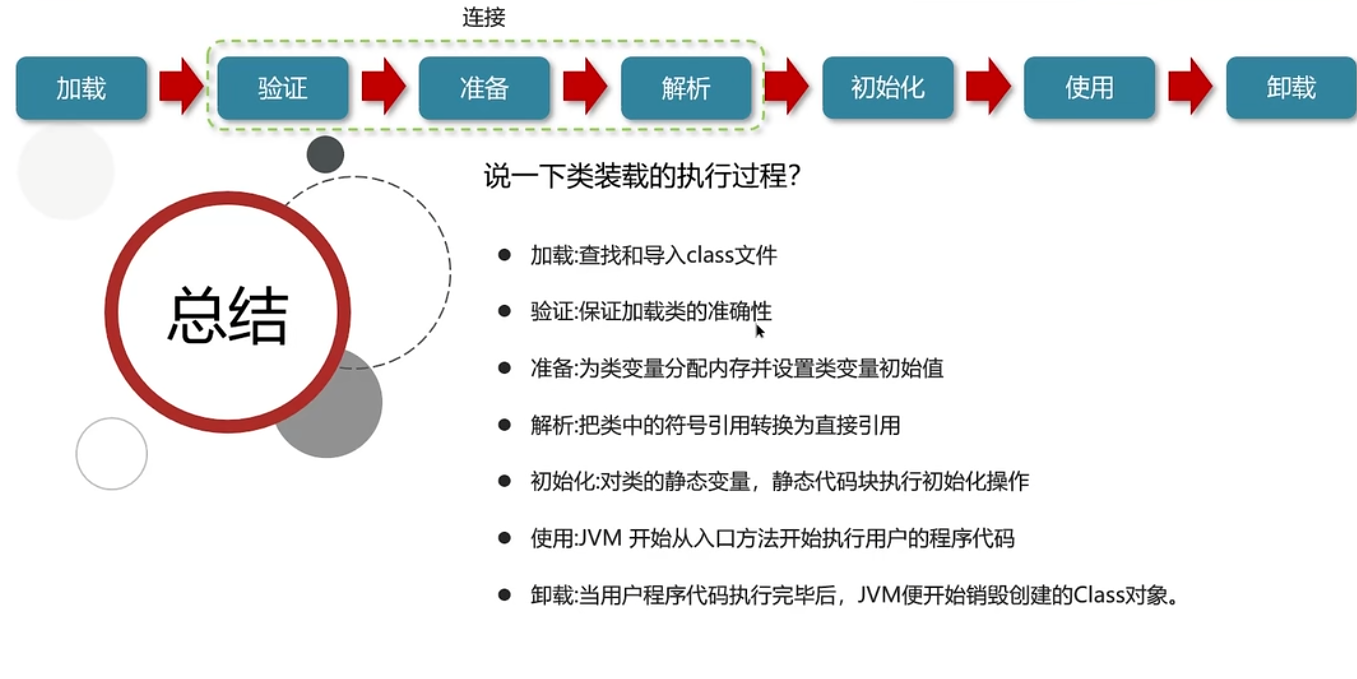 连接
加载
验证
准备
解析
初始化
使用
卸载
说一下类装载的执行过程？
总结
加载:查找和导入class文件
验证:保证加载类的准确性
准备:为类变量分配内存并设置类变量初始值
解析:把类中的符号引用转换为直接引用
初始化:对类的静态变量，静态代码块执行初始化操作
使用:JVM 开始从入口方法开始执行用户的程序代码
卸载:当用户程序代码执行完毕后，JVM便开始销毁创建的Class对象。